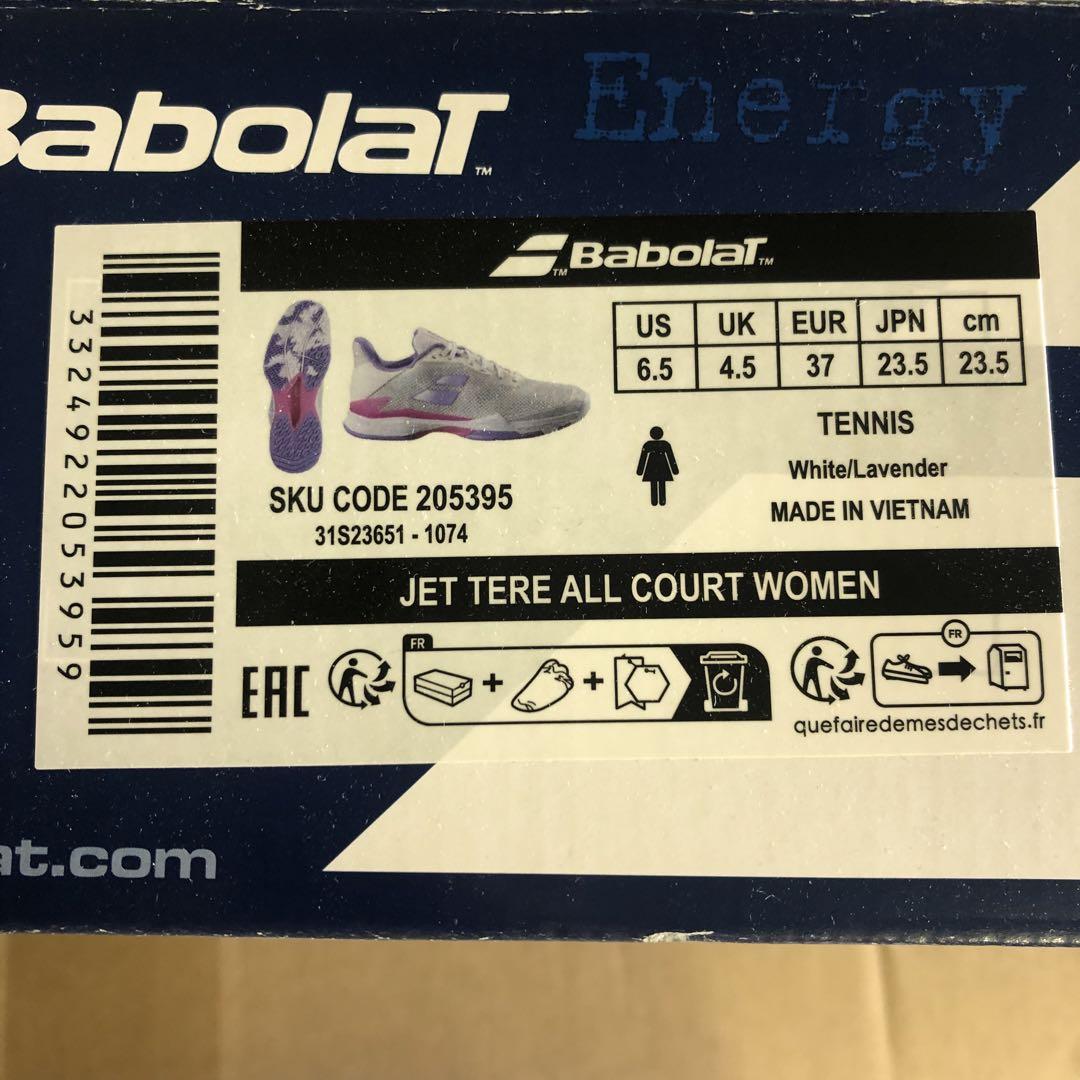 BabolaT™
Energy
™BabolaT™
3324922053959
US UK EUR JPN cm
6.5 4.5 37 23.5 23.5
TENNIS
White/Lavender
MADE IN VIETNAM
SKU CODE 205395
31S23651 - 1074
JET TERE ALL COURT WOMEN
EAC
FR
+ +
FR
quefairedemesdechets.fr
at.com